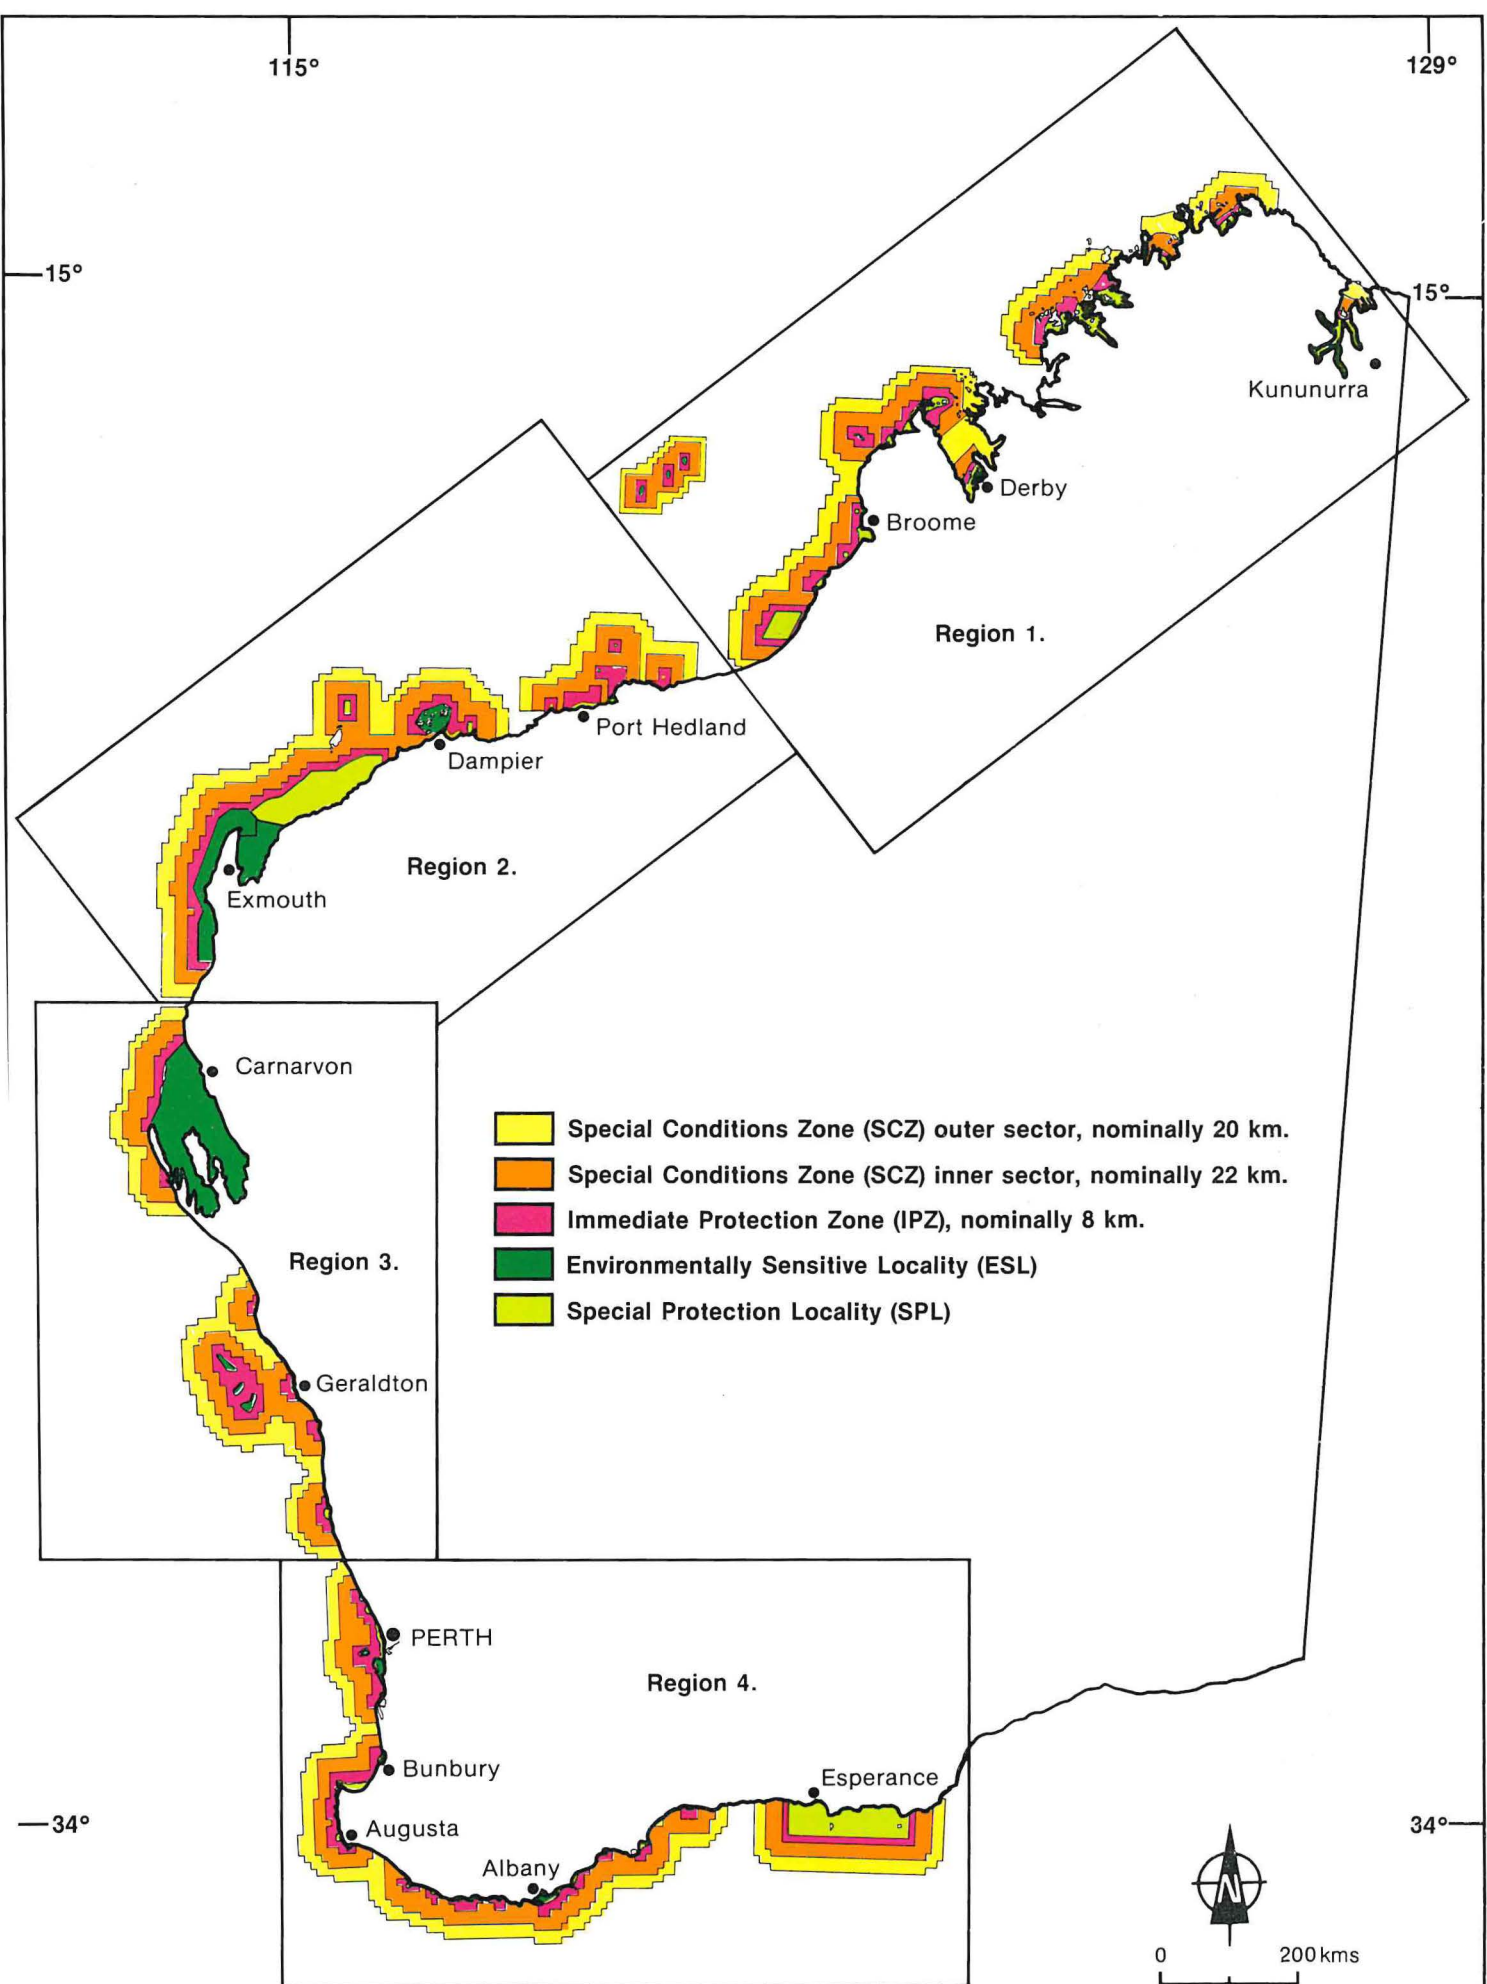 115°
129°
15°
15°
Kununurra
Derby
Broome
Region 1.
Port Hedland
Dampier
Region 2.
Exmouth
Carnarvon
Special Conditions Zone (SCZ) outer sector, nominally 20 km.
Special Conditions Zone (SCZ) inner sector, nominally 22 km.
Immediate Protection Zone (IPZ), nominally 8 km.
Environmentally Sensitive Locality (ESL)
Special Protection Locality (SPL)
Region 3.
Geraldton
PERTH
Region 4.
Bunbury
Esperance
34°
Augusta
34°
Albany
N
0 200 kms